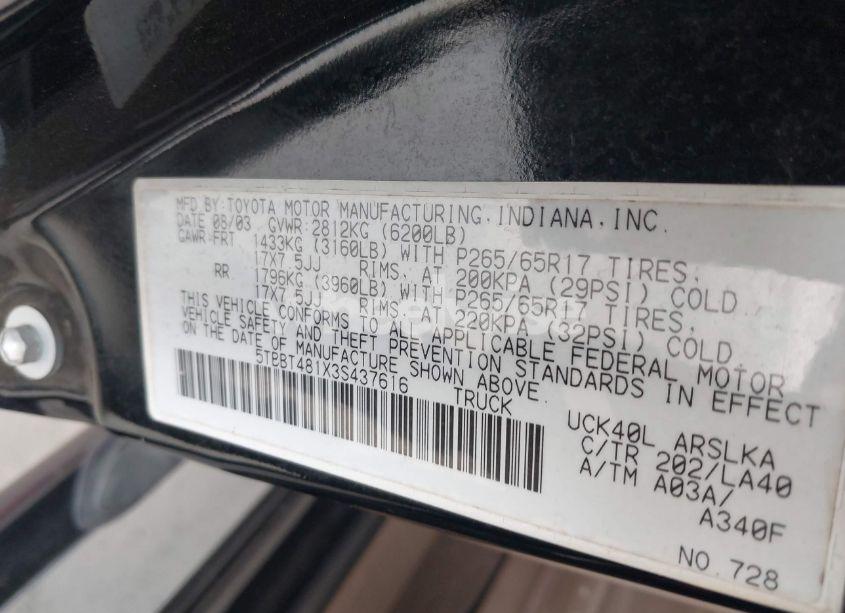 MFD.BY:TOYOTA MOTOR MANUFACTURING,INDIANA,INC.
DATE 08/03 GVWR:2812KG (6200LB)
GAWR-FRT 1433KG (3160LB) WITH P265/65R17 TIRES,
17X7.5JJ RIMS, AT 200KPA (29PSI) COLD
RR 1796KG (3960LB) WITH P265/65R17 TIRES,
17X7.5JJ RIMS, AT 220KPA (32PSI) COLD
THIS VEHICLE CONFORMS TO ALL APPLICABLE FEDERAL MOTOR
VEHICLE SAFETY AND THEFT PREVENTION STANDARDS IN EFFECT
ON THE DATE OF MANUFACTURE SHOWN ABOVE.
5TBBT481X3S437616 TRUCK
UCK40L ARSLKA
C/TR 202/LA40
A/TM A03A/
A340F
NO.728